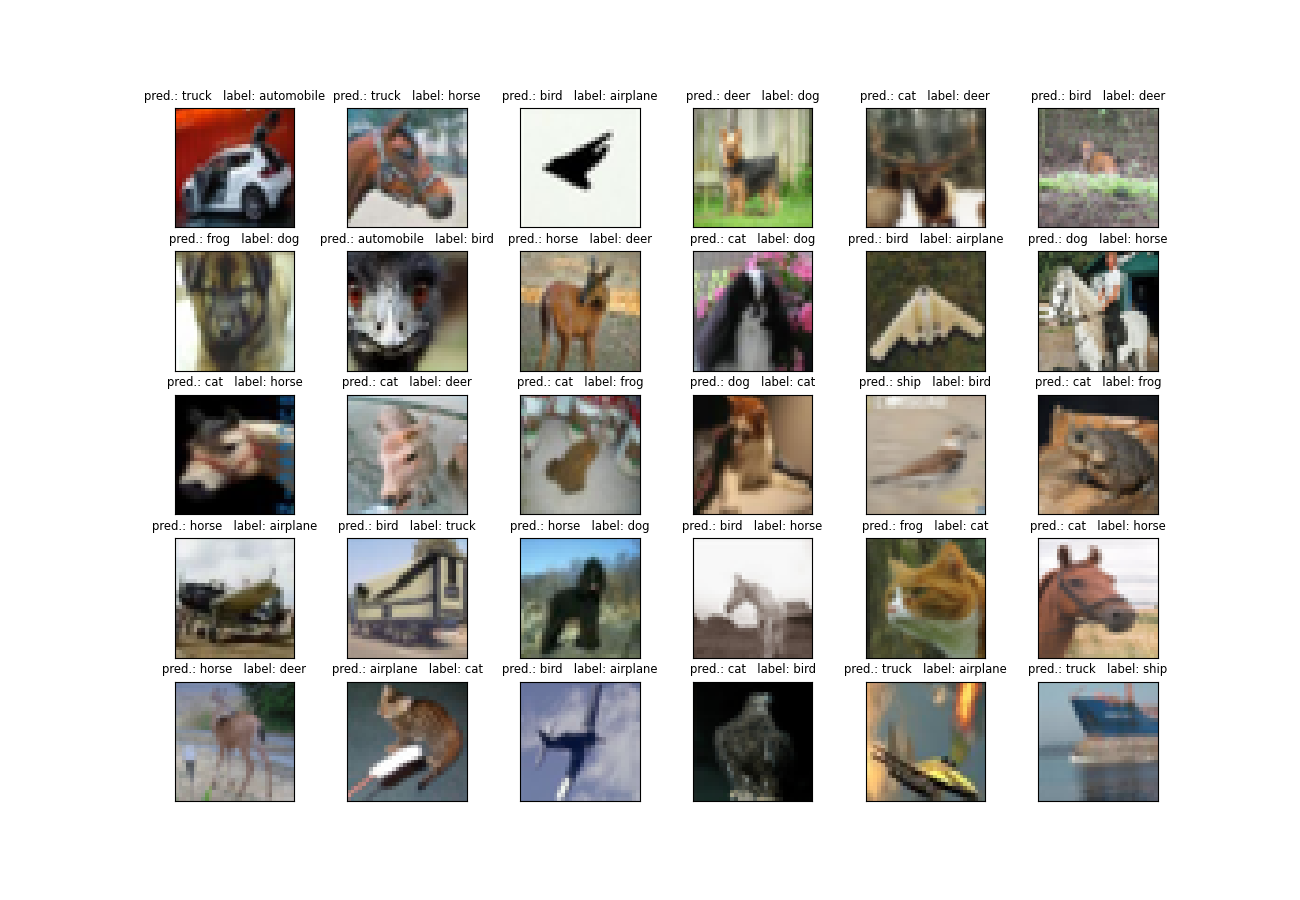 pred.: truck   label: automobile
pred.: truck   label: horse
pred.: bird   label: airplane
pred.: deer   label: dog
pred.: cat   label: deer
pred.: bird   label: deer
pred.: frog   label: dog
pred.: automobile   label: bird
pred.: horse   label: deer
pred.: cat   label: dog
pred.: bird   label: airplane
pred.: dog   label: horse
pred.: cat   label: horse
pred.: cat   label: deer
pred.: cat   label: frog
pred.: dog   label: cat
pred.: ship   label: bird
pred.: cat   label: frog
pred.: horse   label: airplane
pred.: bird   label: truck
pred.: horse   label: dog
pred.: bird   label: horse
pred.: frog   label: cat
pred.: cat   label: horse
pred.: horse   label: deer
pred.: airplane   label: cat
pred.: bird   label: airplane
pred.: cat   label: bird
pred.: truck   label: airplane
pred.: truck   label: ship